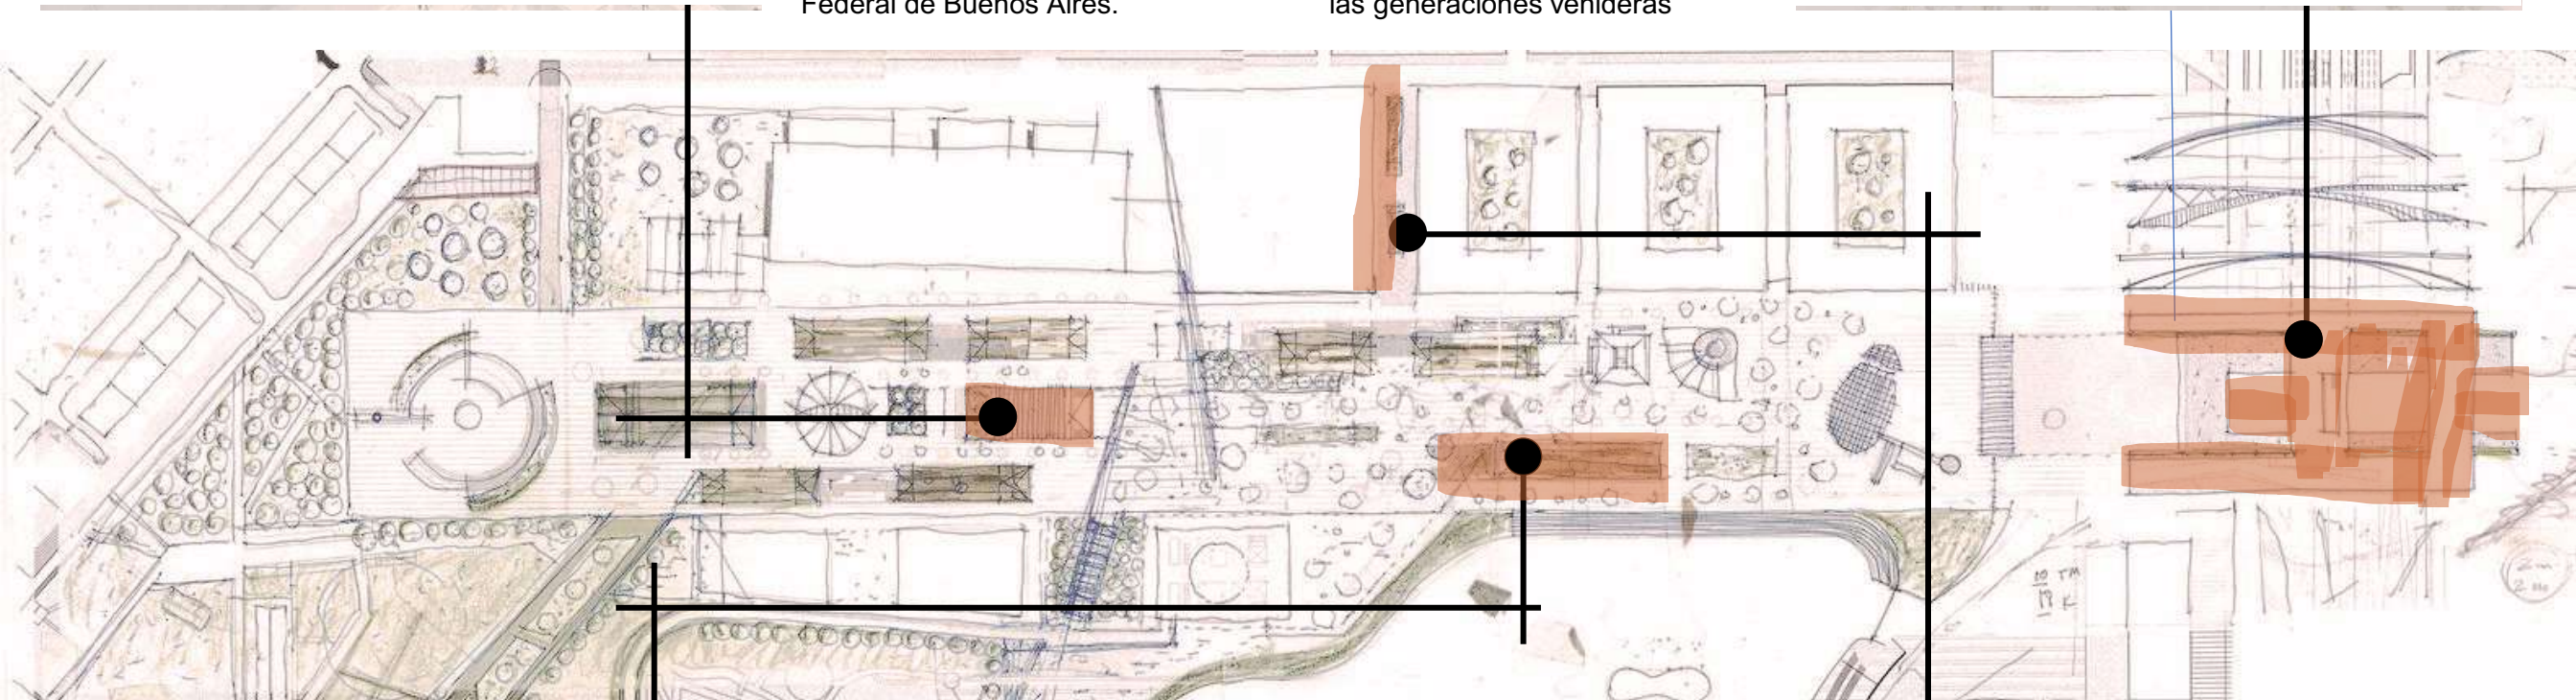 Federal de Buenos Aires.
las generaciones venideras